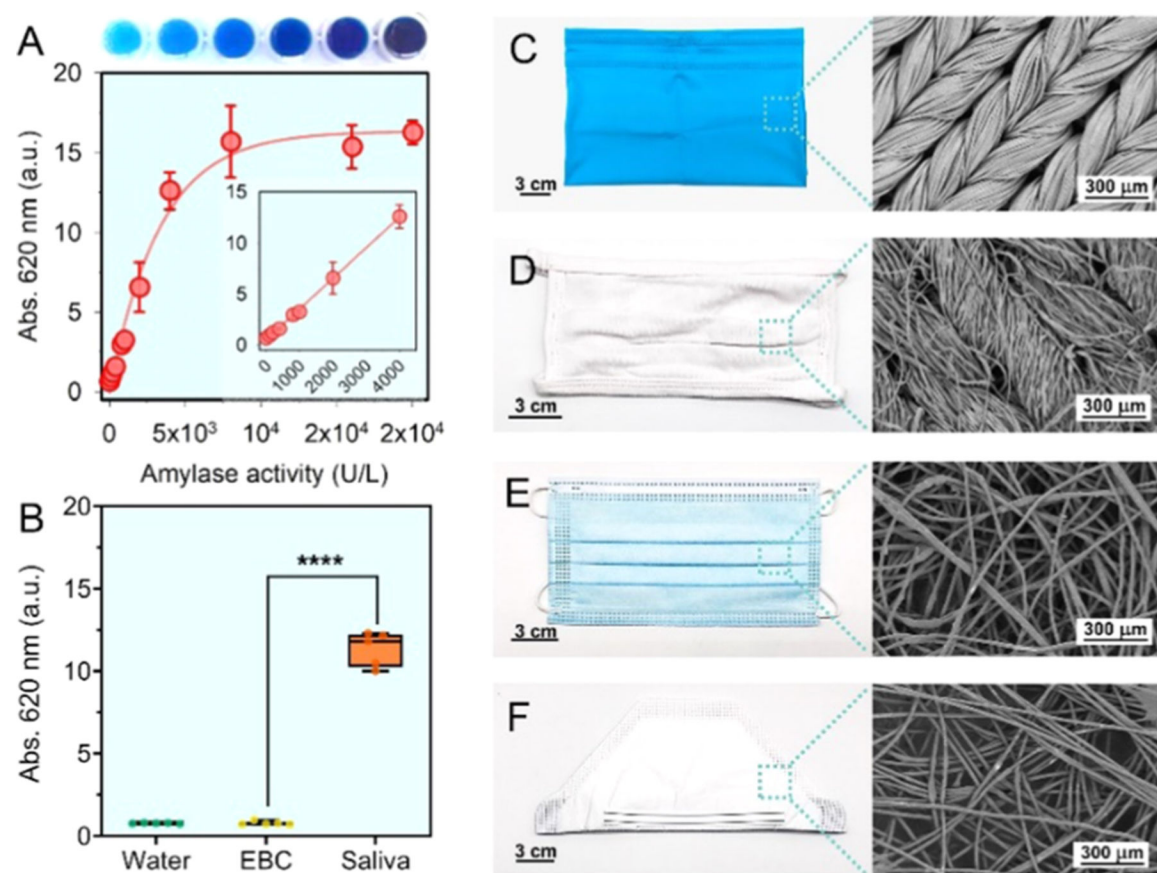 A
20
15
10
5
0
Abs. 620 nm (a.u.)
15
10
5
0
0
1000
2000
3000
4000
0
5x10³
10⁴
2x10⁴
2x10⁴
Amylase activity (U/L)
B
20
15
10
5
0
Abs. 620 nm (a.u.)
****
Water
EBC
Saliva
C
3 cm
300 µm
D
3 cm
300 µm
E
3 cm
300 µm
F
3 cm
300 µm